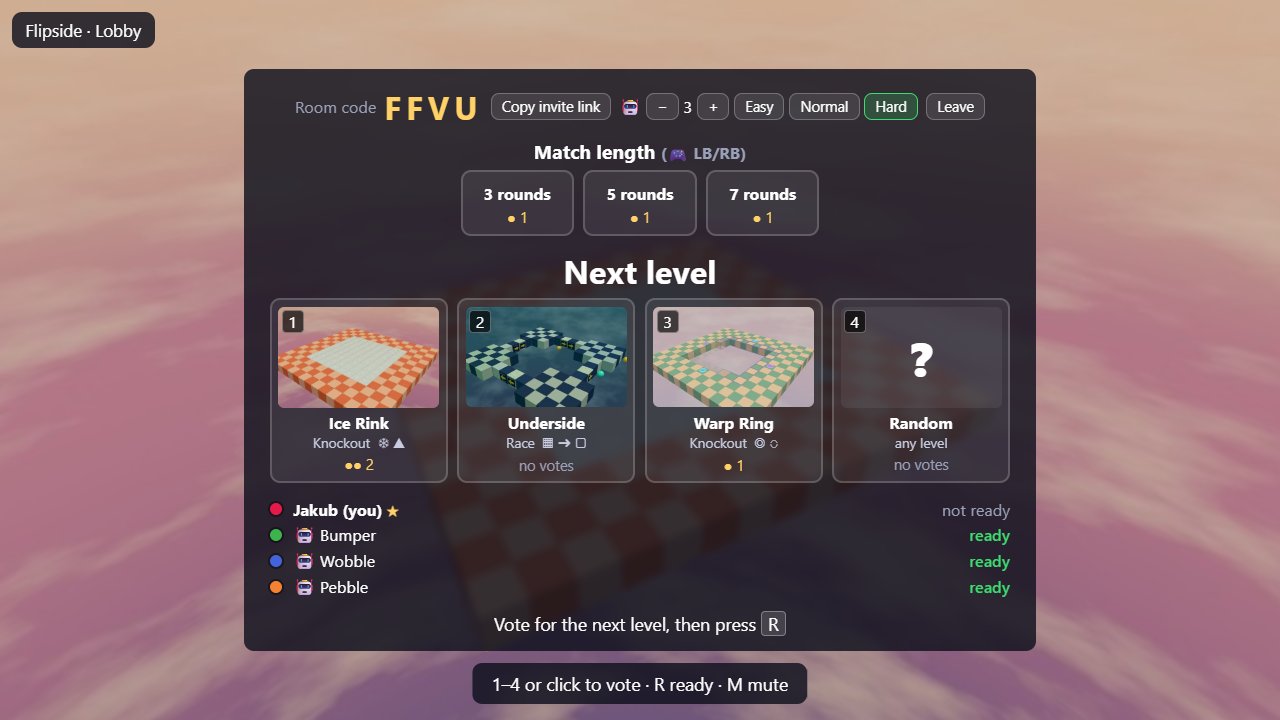 Flipside · Lobby
Room code FFVU Copy invite link − 3 + Easy Normal Hard Leave
Match length (🎮 LB/RB)
3 rounds 5 rounds 7 rounds
● 1 ● 1 ● 1
Next level
1 2 3 4 ?
Ice Rink Underside Warp Ring Random
Knockout ❄▲ Race ▦→▢ Knockout ◎◌ any level
●● 2 no votes ● 1 no votes
Jakub (you) ★ not ready
Bumper ready
Wobble ready
Pebble ready
Vote for the next level, then press R
1–4 or click to vote · R ready · M mute